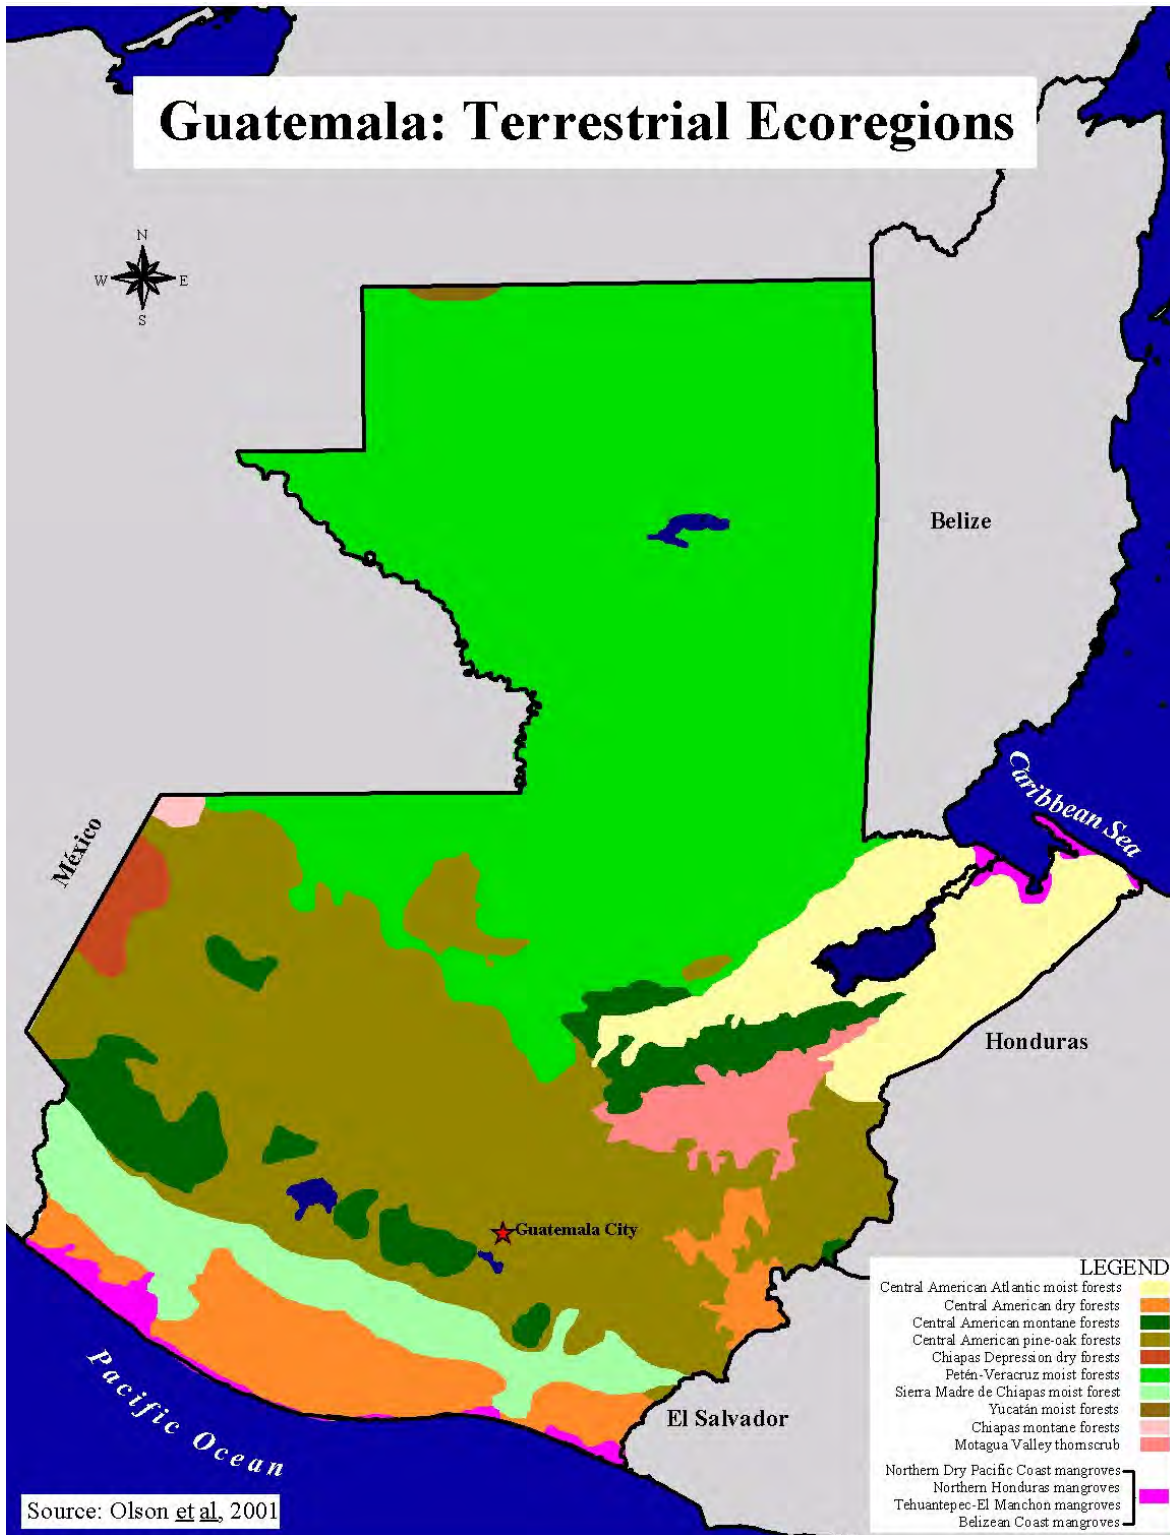 Guatemala: Terrestrial Ecoregions
N
W E
S
Belize
Caribbean Sea
México
Honduras
Guatemala City
El Salvador
Pacific Ocean
LEGEND
Central American Atlantic moist forests
Central American dry forests
Central American montane forests
Central American pine-oak forests
Chiapas Depression dry forests
Petén-Veracruz moist forests
Sierra Madre de Chiapas moist forest
Yucatán moist forests
Chiapas montane forests
Motagua Valley thornscrub
Northern Dry Pacific Coast mangroves
Northern Honduras mangroves
Tehuantepec-El Manchon mangroves
Belizean Coast mangroves
Source: Olson et al, 2001